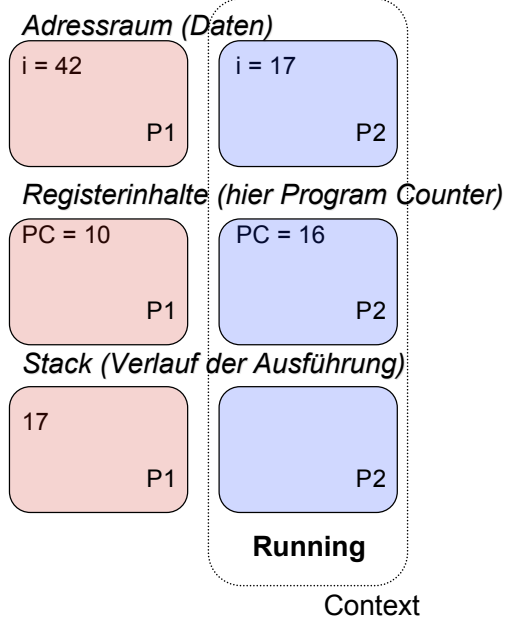 Adressraum (Daten)
i = 42
i = 17
P1
P2
Registerinhalte (hier Program Counter)
PC = 10
PC = 16
P1
P2
Stack (Verlauf der Ausführung)
17
P1
P2
Running
Context